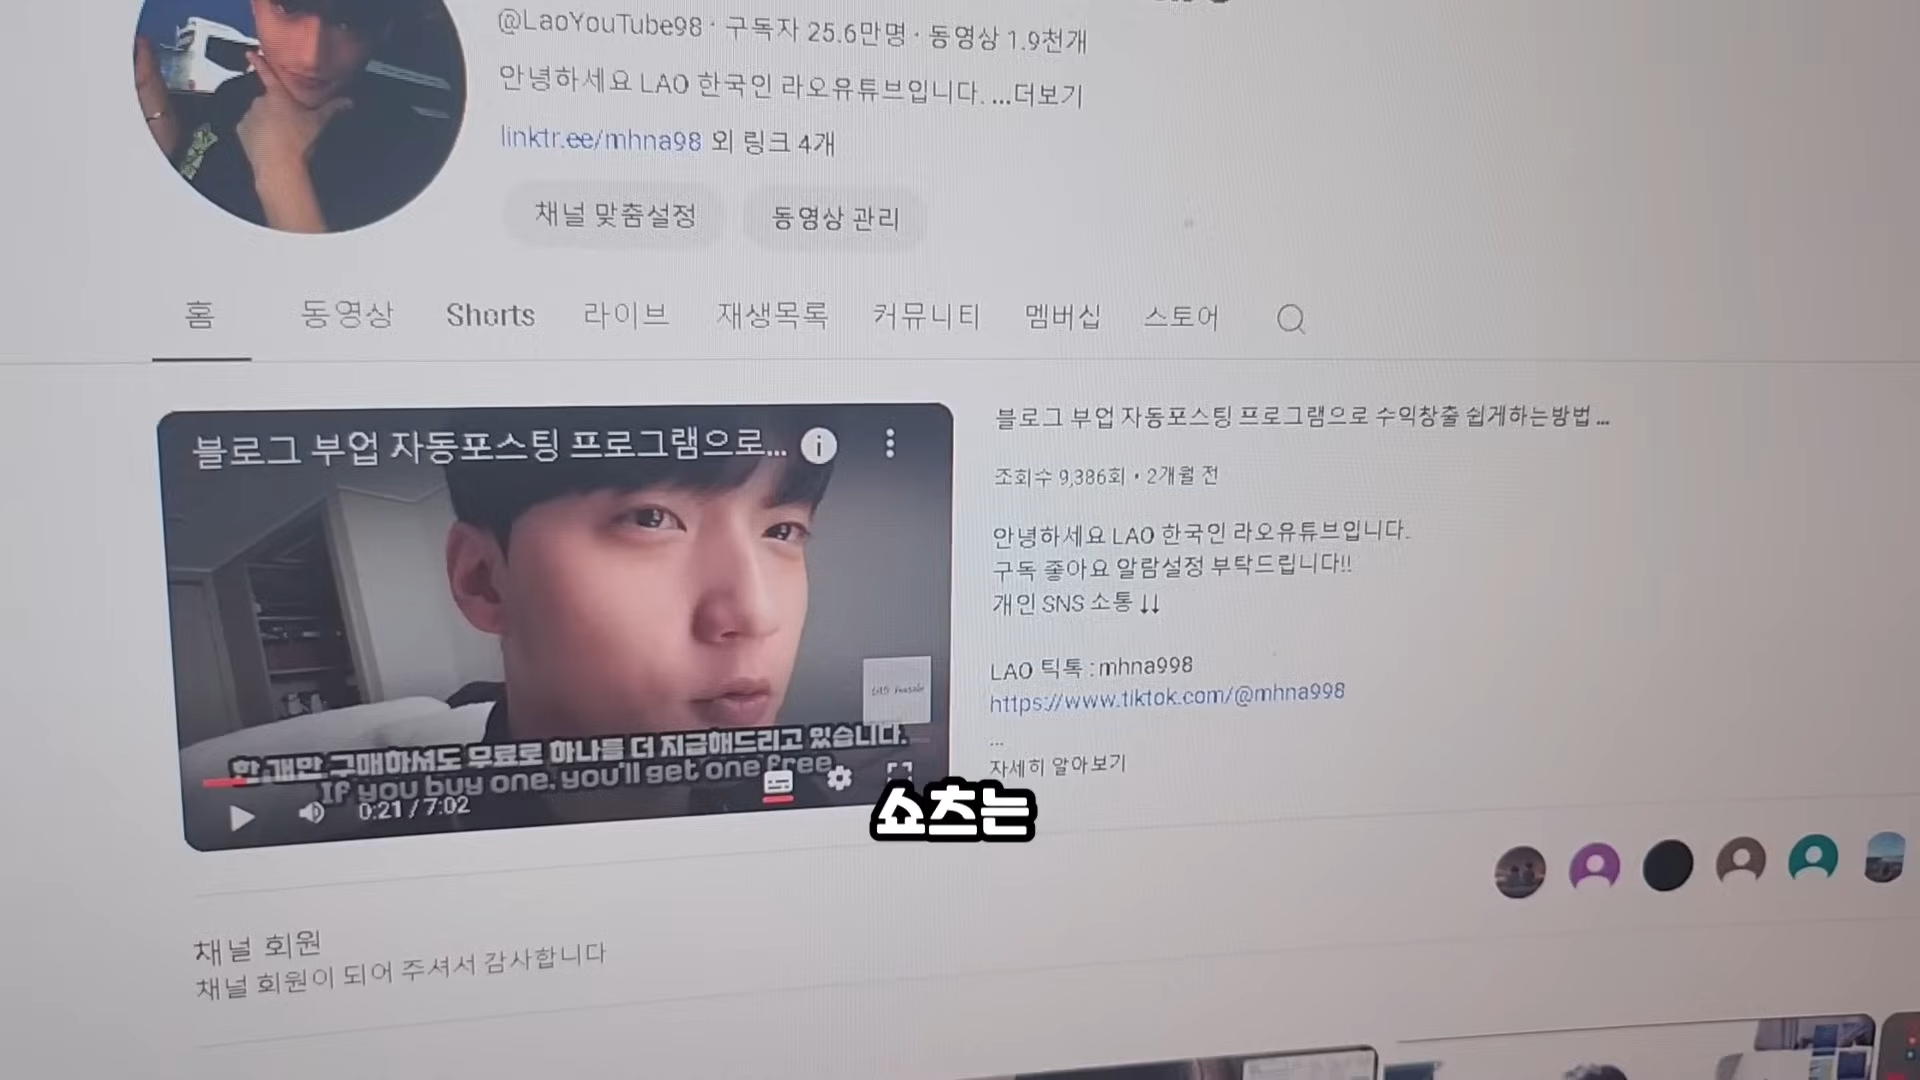 @LaoYouTube98 · 구독자 25.6만명 · 동영상 1.9천개
안녕하세요 LAO 한국인 라오유튜브입니다. ...더보기
linktr.ee/mhna98 외 링크 4개
채널 맞춤설정
동영상 관리
홈
동영상
Shorts
라이브
재생목록
커뮤니티
멤버십
스토어
블로그 부업 자동포스팅 프로그램으로...
한 개만 구매하셔도 무료로 하나를 더 지급해드리고 있습니다.
If you buy one, you'll get one free
0:21 / 7:02
블로그 부업 자동포스팅 프로그램으로 수익창출 쉽게하는방법 ...
조회수 9,386회 • 2개월 전
안녕하세요 LAO 한국인 라오유튜브입니다.
구독 좋아요 알람설정 부탁드립니다!!
개인 SNS 소통 ↓↓
LAO 틱톡 : mhna998
https://www.tiktok.com/@mhna998
...
자세히 알아보기
쇼츠는
채널 회원
채널 회원이 되어 주셔서 감사합니다